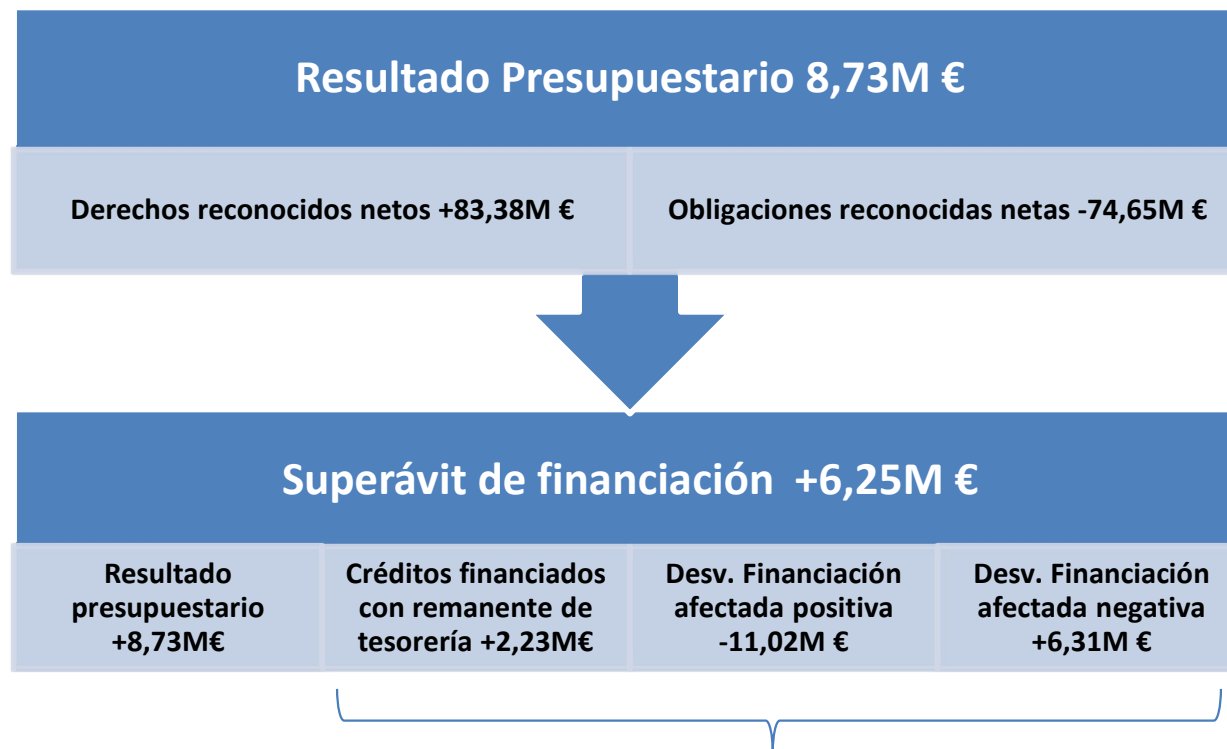 Resultado Presupuestario 8,73M €
Derechos reconocidos netos +83,38M €
Obligaciones reconocidas netas -74,65M €
Superávit de financiación +6,25M €
Resultado
presupuestario
+8,73M€
Créditos financiados
con remanente de
tesorería +2,23M€
Desv. Financiación
afectada positiva
-11,02M €
Desv. Financiación
afectada negativa
+6,31M €